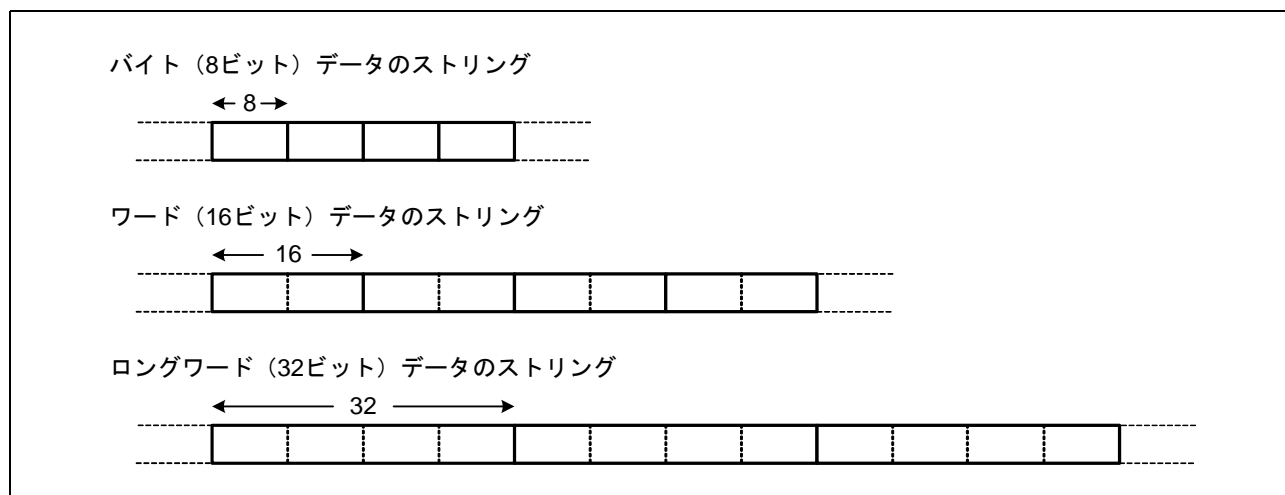 バイト（8ビット）データのストリング
8
ワード（16ビット）データのストリング
16
ロングワード（32ビット）データのストリング
32